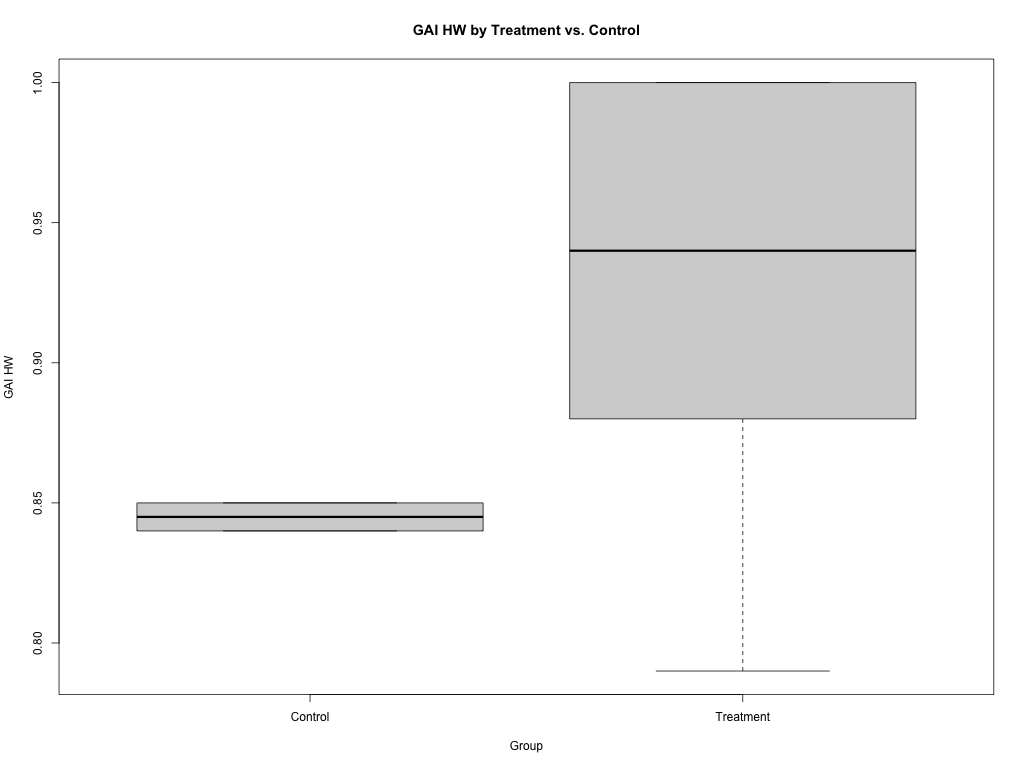 GAI HW by Treatment vs. Control
GAI HW
1.00
0.95
0.90
0.85
0.80
Control
Treatment
Group